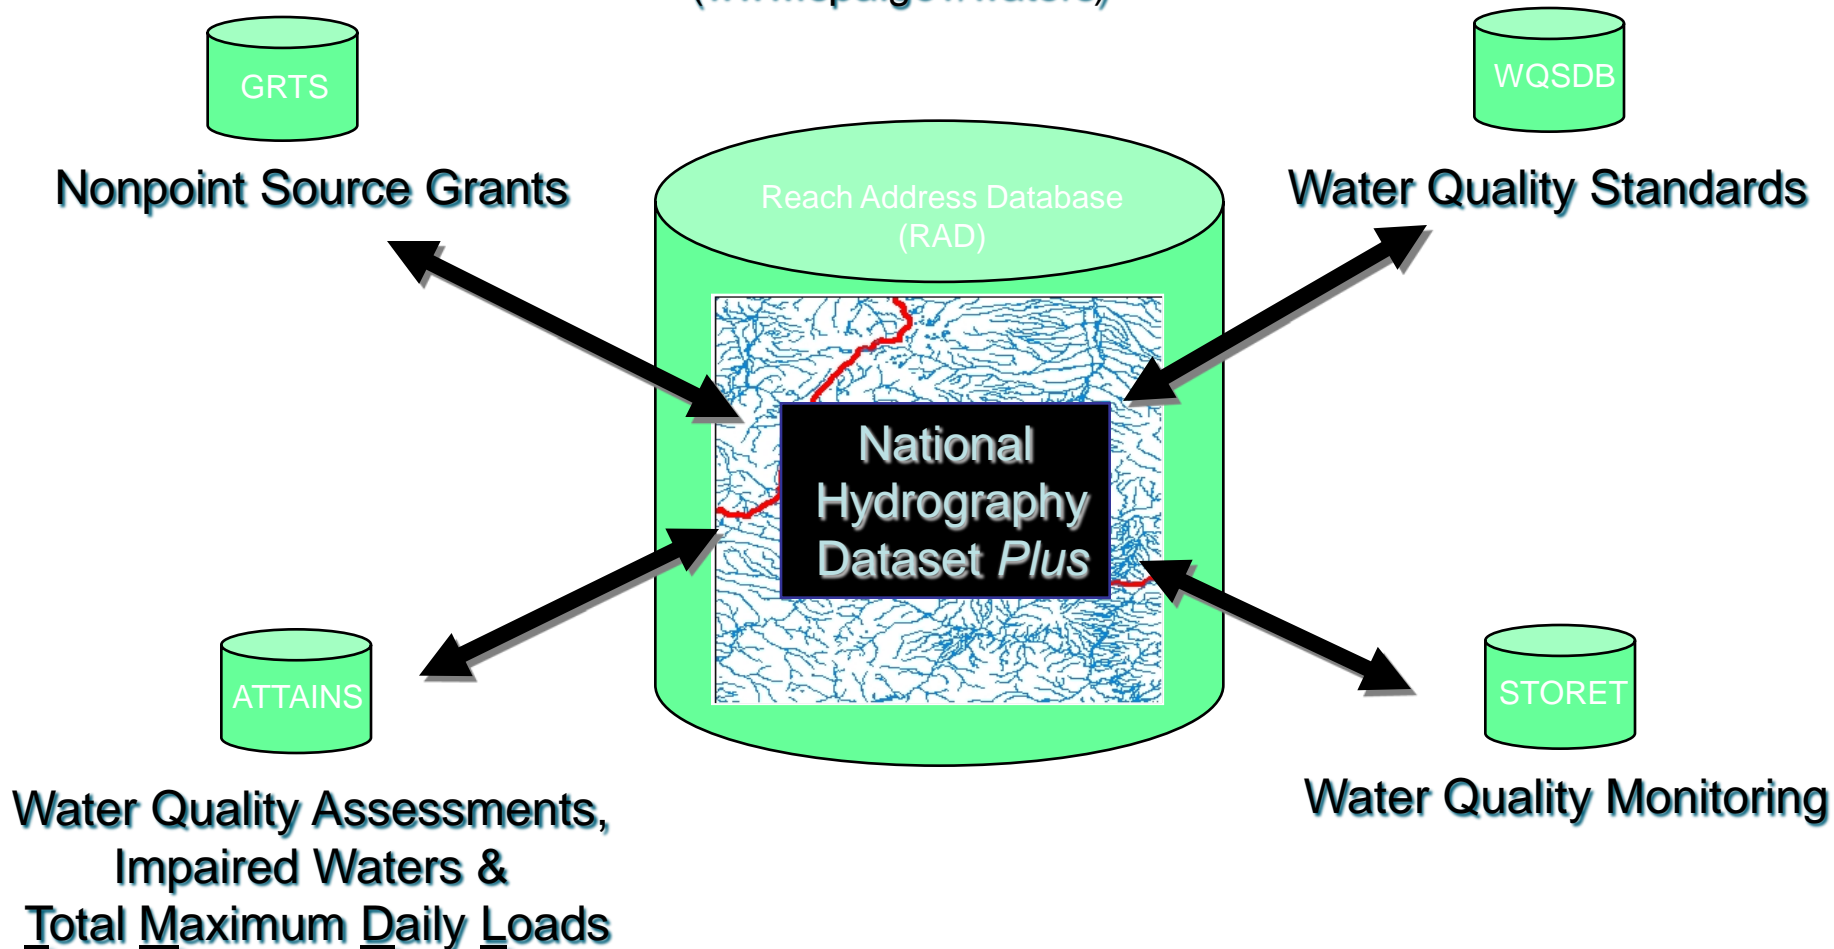 GRTS
Nonpoint Source Grants
WQSDB
Water Quality Standards
Reach Address Database
(RAD)
National
Hydrography
Dataset Plus
ATTAINS
Water Quality Assessments,
Impaired Waters &
Total Maximum Daily Loads
STORET
Water Quality Monitoring